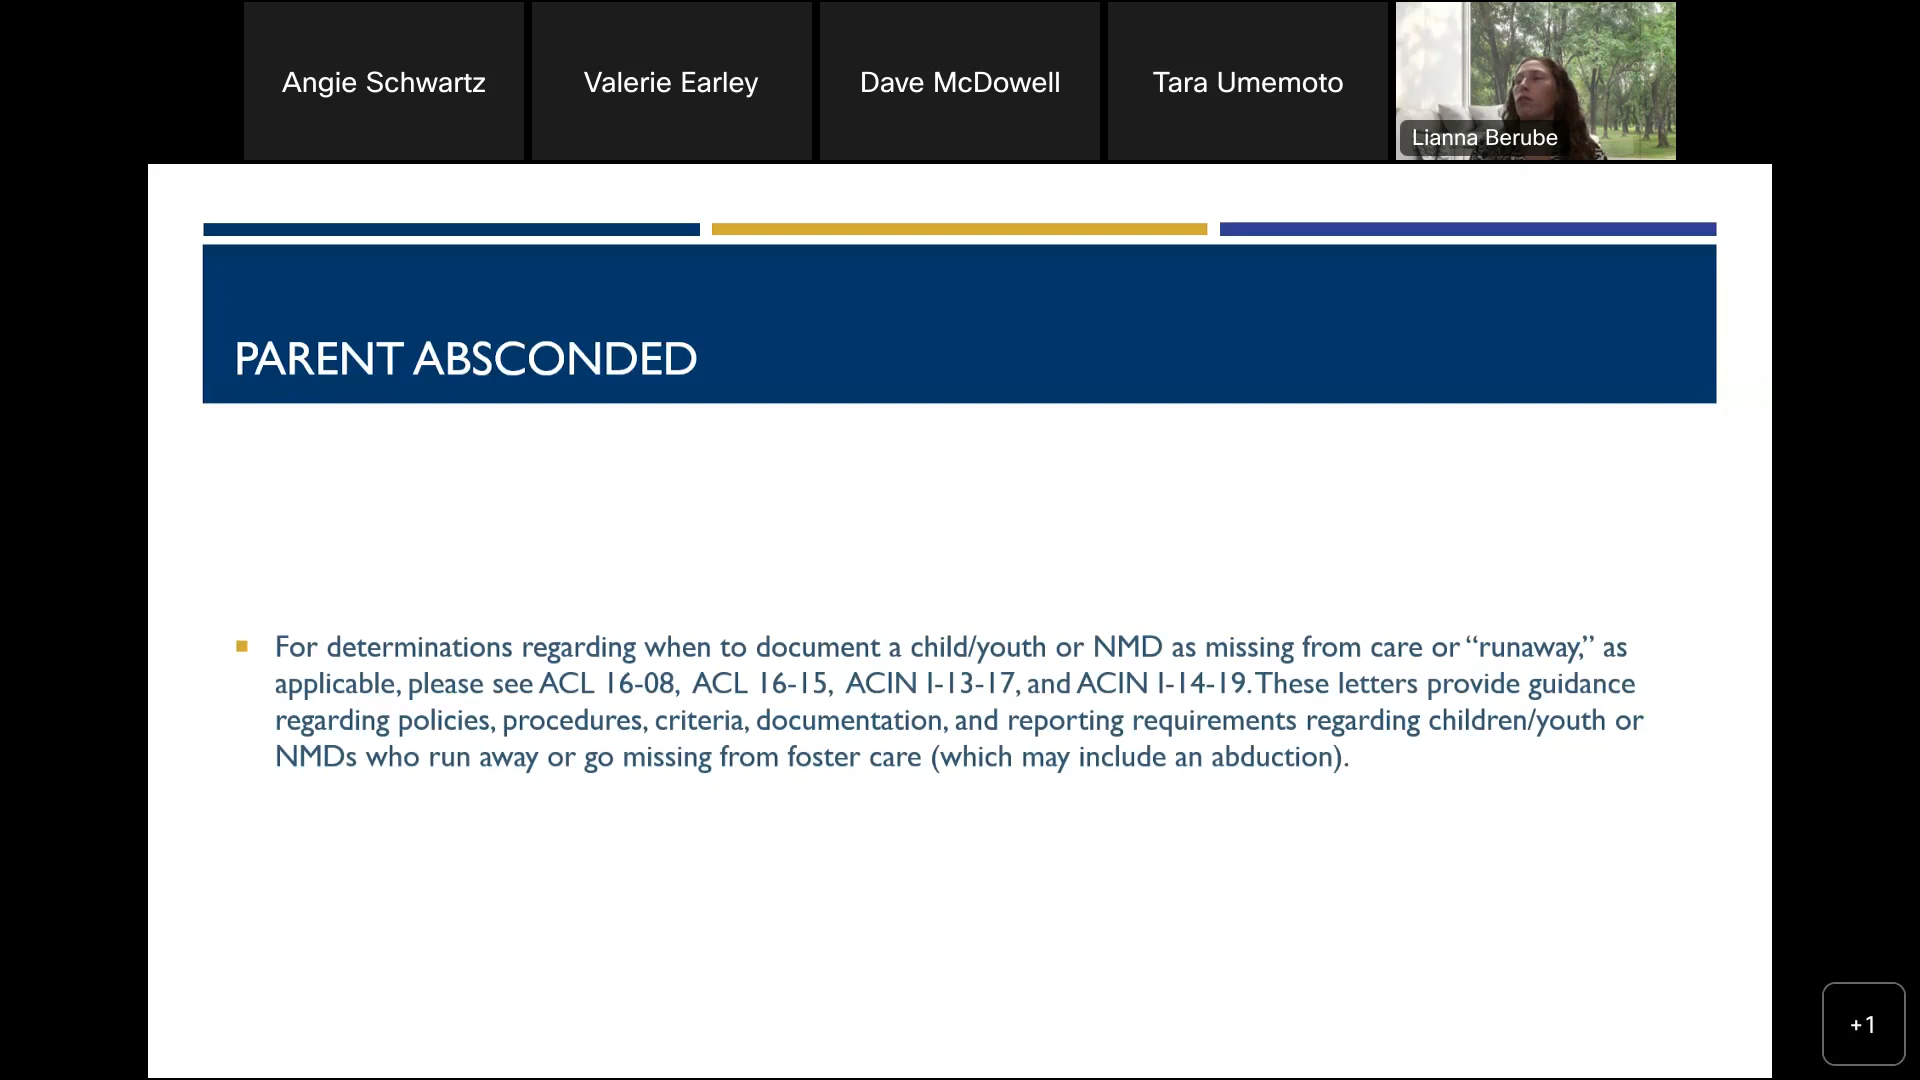 Angie Schwartz
Valerie Earley
Dave McDowell
Tara Umemoto
Lianna Berube
PARENT ABSCONDED
For determinations regarding when to document a child/youth or NMD as missing from care or “runaway,” as
applicable, please see ACL 16-08, ACL 16-15, ACIN I-13-17, and ACIN I-14-19. These letters provide guidance
regarding policies, procedures, criteria, documentation, and reporting requirements regarding children/youth or
NMDs who run away or go missing from foster care (which may include an abduction).
+1